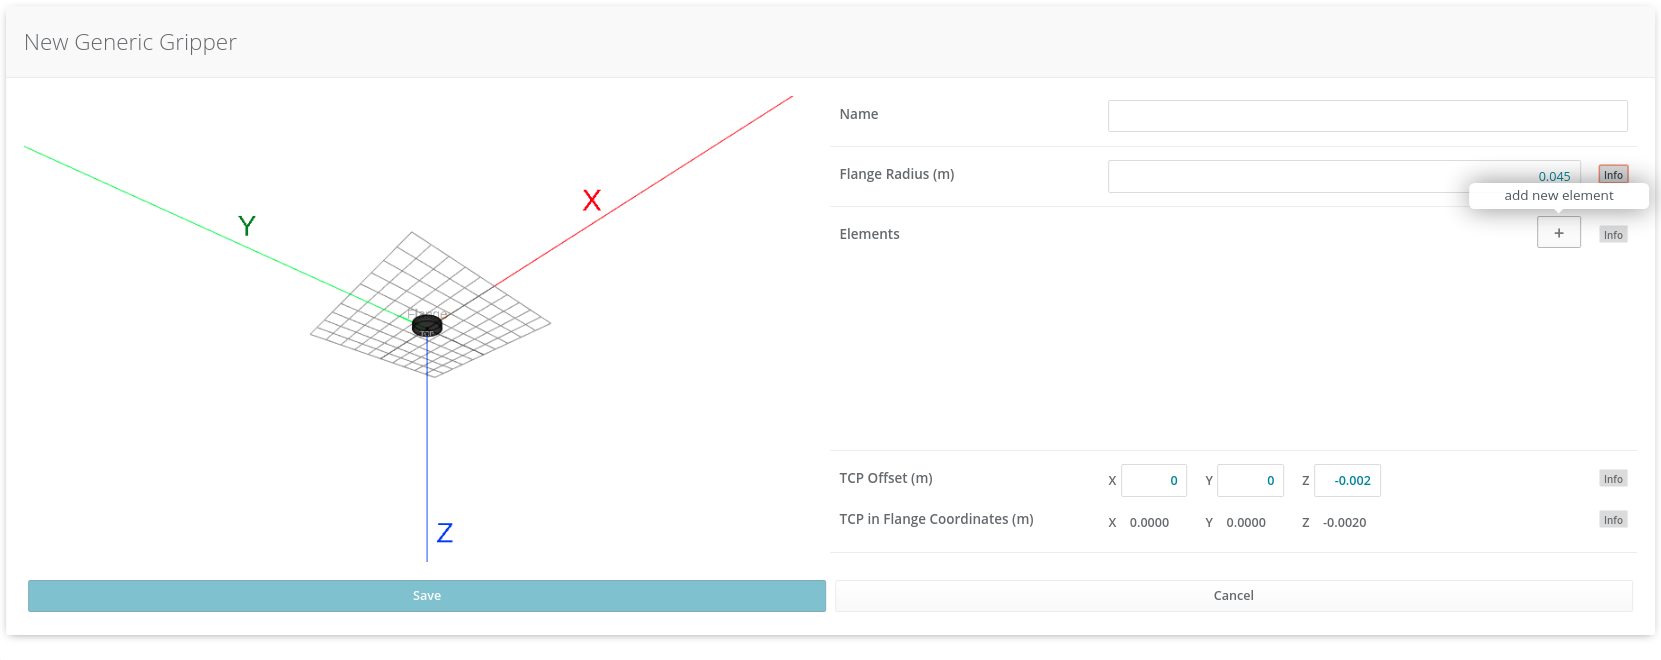 New Generic Gripper
Y
X
Flange
TCP
Z
Name
Flange Radius (m) 0.045 Info
add new element
Elements + Info
TCP Offset (m) X 0 Y 0 Z -0.002 Info
TCP in Flange Coordinates (m) X 0.0000 Y 0.0000 Z -0.0020 Info
Save Cancel